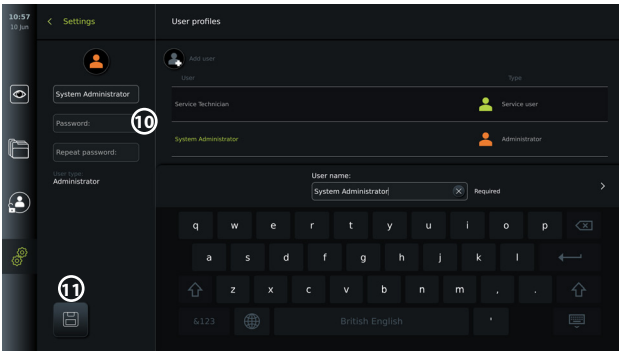 10:57
10 Jun
Settings
User profiles
Add user
User
Type
System Administrator
Service Technician
Service user
Password:
10
System Administrator
Administrator
Repeat password:
User type:
Administrator
User name:
System Administrator
Required
q w e r t y u i o p
a s d f g h j k l
11
z x c v b n m , .
&123
British English
'